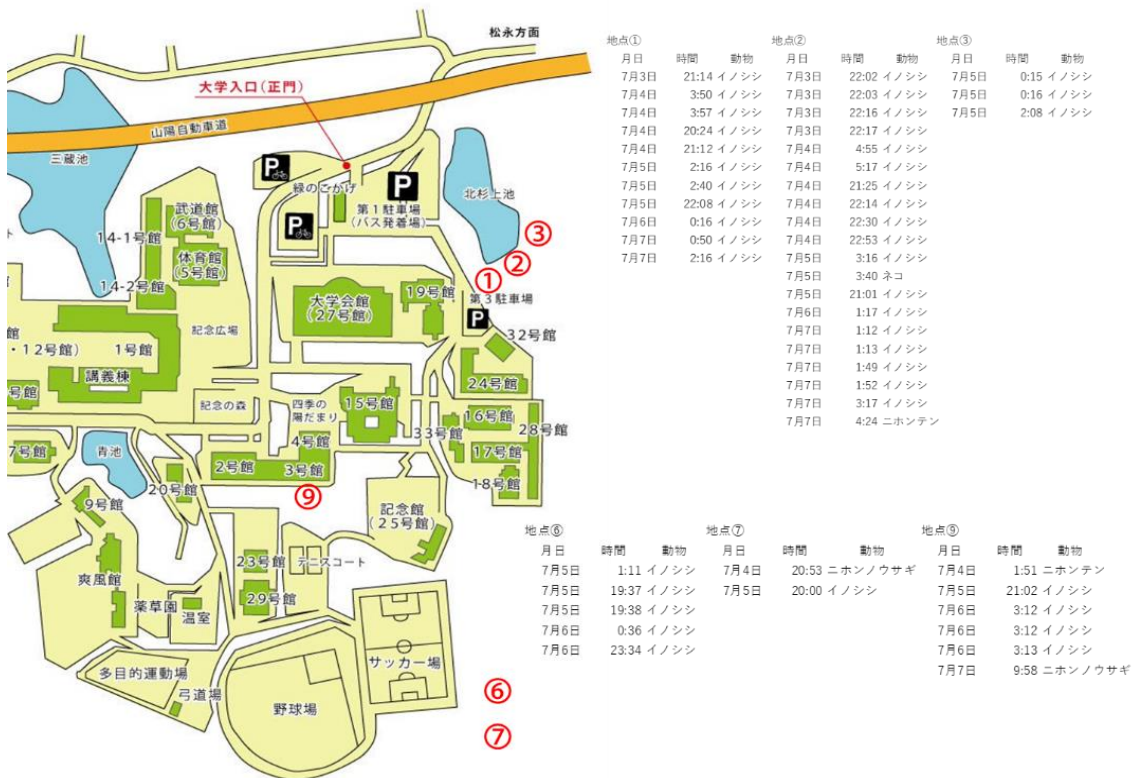 松永方面
大学入口(正門)
山陽自動車道
三蔵池
緑のこかげ
第1駐車場
(バス発着場)
北杉上池
武道館
(6号館)
14-1号館
体育館
(5号館)
14-2号館
大学会館
(27号館)
19号館
第3駐車場
32号館
記念広場
1号館
・12号館)
講義棟
24号館
号館
記念の森
四季の
陽だまり
15号館
16号館
28号館
33号館
4号館
7号館
青池
2号館
3号館
17号館
18号館
20号館
9号館
記念館
(25号館)
23号館
テニスコート
爽風館
29号館
薬草園
温室
サッカー場
多目的運動場
弓道場
野球場
P
P
P
P
①
②
③
⑥
⑦
⑨
地点①
月日 時間 動物
7月3日 21:14 イノシシ
7月4日 3:50 イノシシ
7月4日 3:57 イノシシ
7月4日 20:24 イノシシ
7月4日 21:12 イノシシ
7月5日 2:16 イノシシ
7月5日 2:40 イノシシ
7月5日 22:08 イノシシ
7月6日 0:16 イノシシ
7月7日 0:50 イノシシ
7月7日 2:16 イノシシ
地点②
月日 時間 動物
7月3日 22:02 イノシシ
7月3日 22:03 イノシシ
7月3日 22:16 イノシシ
7月3日 22:17 イノシシ
7月4日 4:55 イノシシ
7月4日 5:17 イノシシ
7月4日 21:25 イノシシ
7月4日 22:14 イノシシ
7月4日 22:30 イノシシ
7月4日 22:53 イノシシ
7月5日 3:16 イノシシ
7月5日 3:40 ネコ
7月5日 21:01 イノシシ
7月6日 1:17 イノシシ
7月7日 1:12 イノシシ
7月7日 1:13 イノシシ
7月7日 1:49 イノシシ
7月7日 1:52 イノシシ
7月7日 3:17 イノシシ
7月7日 4:24 ニホンテン
地点③
月日 時間 動物
7月5日 0:15 イノシシ
7月5日 0:16 イノシシ
7月5日 2:08 イノシシ
地点⑥
月日 時間 動物
7月5日 1:11 イノシシ
7月5日 19:37 イノシシ
7月5日 19:38 イノシシ
7月6日 0:36 イノシシ
7月6日 23:34 イノシシ
地点⑦
月日 時間 動物
7月4日 20:53 ニホンノウサギ
7月5日 20:00 イノシシ
地点⑨
月日 時間 動物
7月4日 1:51 ニホンテン
7月5日 21:02 イノシシ
7月6日 3:12 イノシシ
7月6日 3:12 イノシシ
7月6日 3:13 イノシシ
7月7日 9:58 ニホンノウサギ